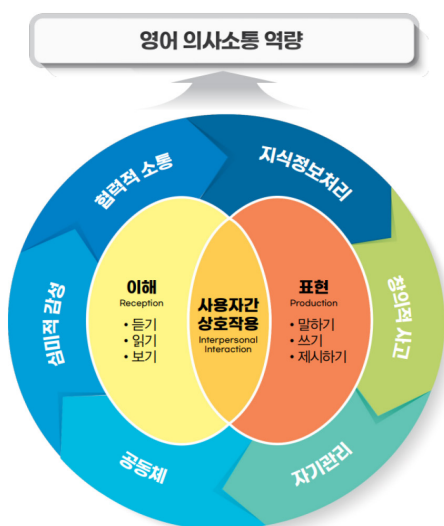 영어 의사소통 역량
협력적 소통
지식정보처리
심미적 감성
창의적 사고
공동체
자기관리
이해
Reception
• 듣기
• 읽기
• 보기
사용자간
상호작용
Interpersonal
Interaction
표현
Production
• 말하기
• 쓰기
• 제시하기